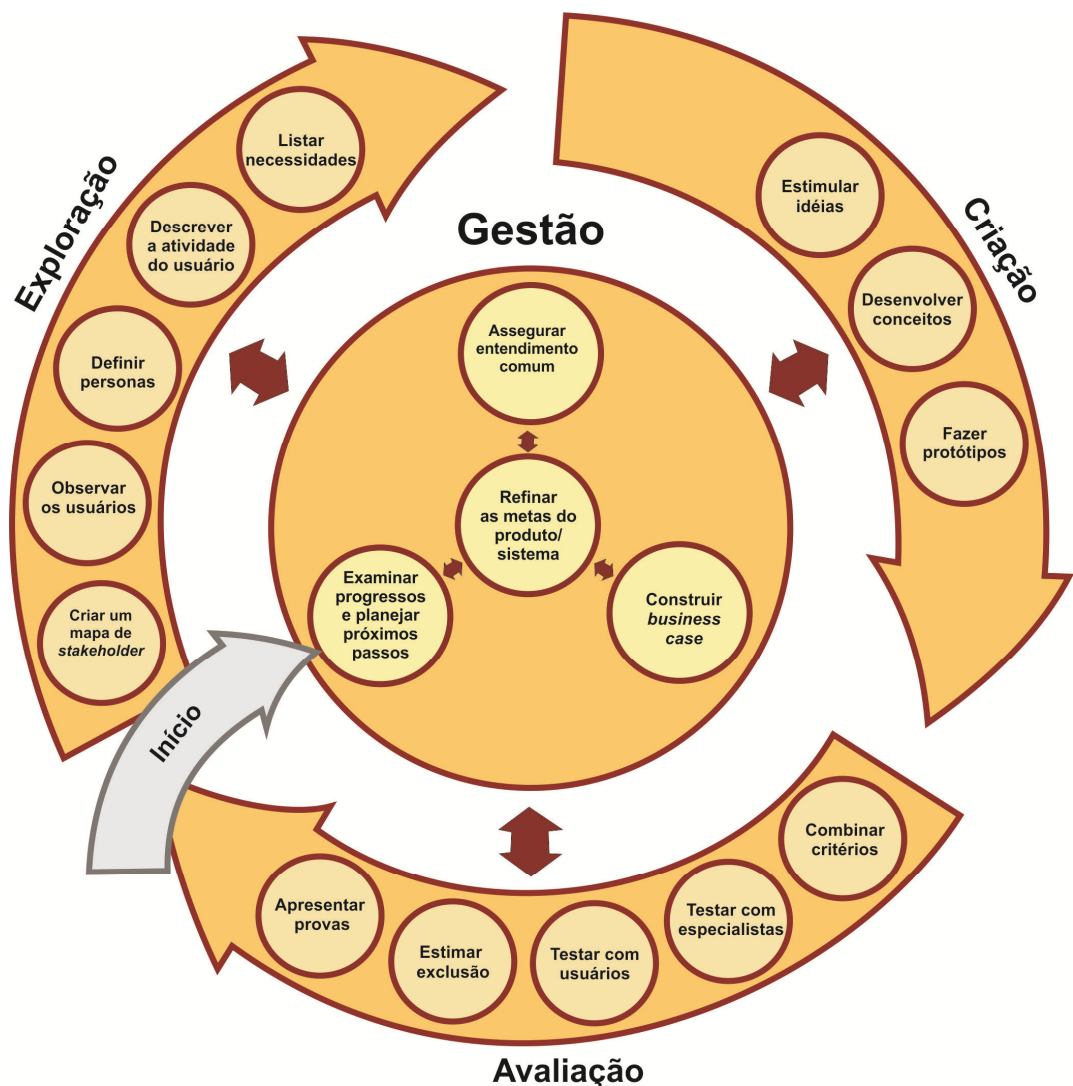 Exploração
Listar
necessidades
Descrever
a atividade
do usuário
Definir
personas
Observar
os usuários
Criar um
mapa de
stakeholder
Início
Gestão
Assegurar
entendimento
comum
Refinar
as metas do
produto/
sistema
Examinar
progressos
e planejar
próximos
passos
Construir
business
case
Criação
Estimular
idéias
Desenvolver
conceitos
Fazer
protótipos
Combinar
critérios
Testar com
especialistas
Testar com
usuários
Estimar
exclusão
Apresentar
provas
Avaliação